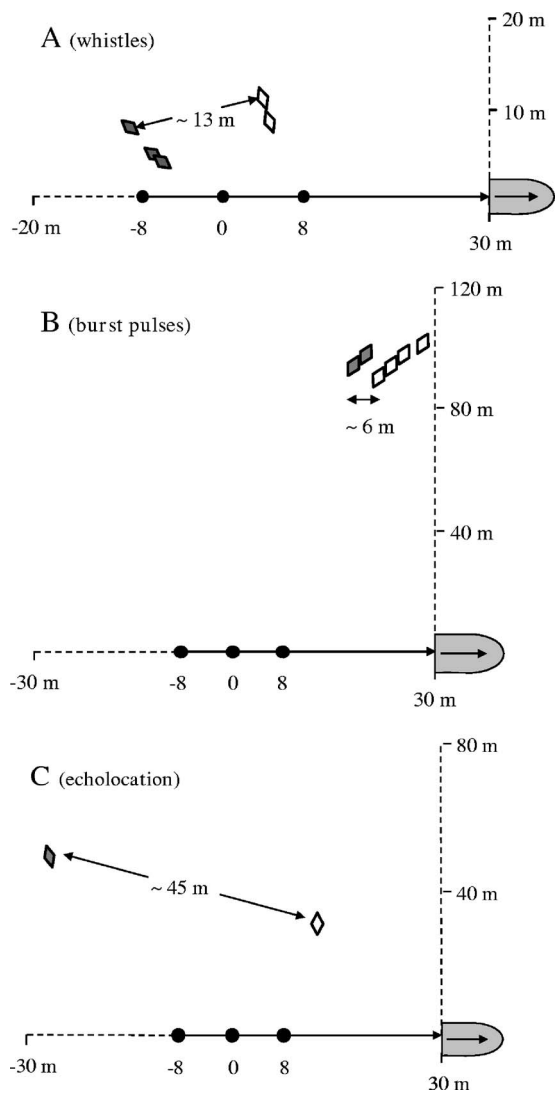 A (whistles)
20 m
10 m
~ 13 m
-20 m
-8
0
8
30 m
B (burst pulses)
120 m
80 m
~ 6 m
40 m
-30 m
-8
0
8
30 m
C (echolocation)
80 m
~ 45 m
40 m
-30 m
-8
0
8
30 m